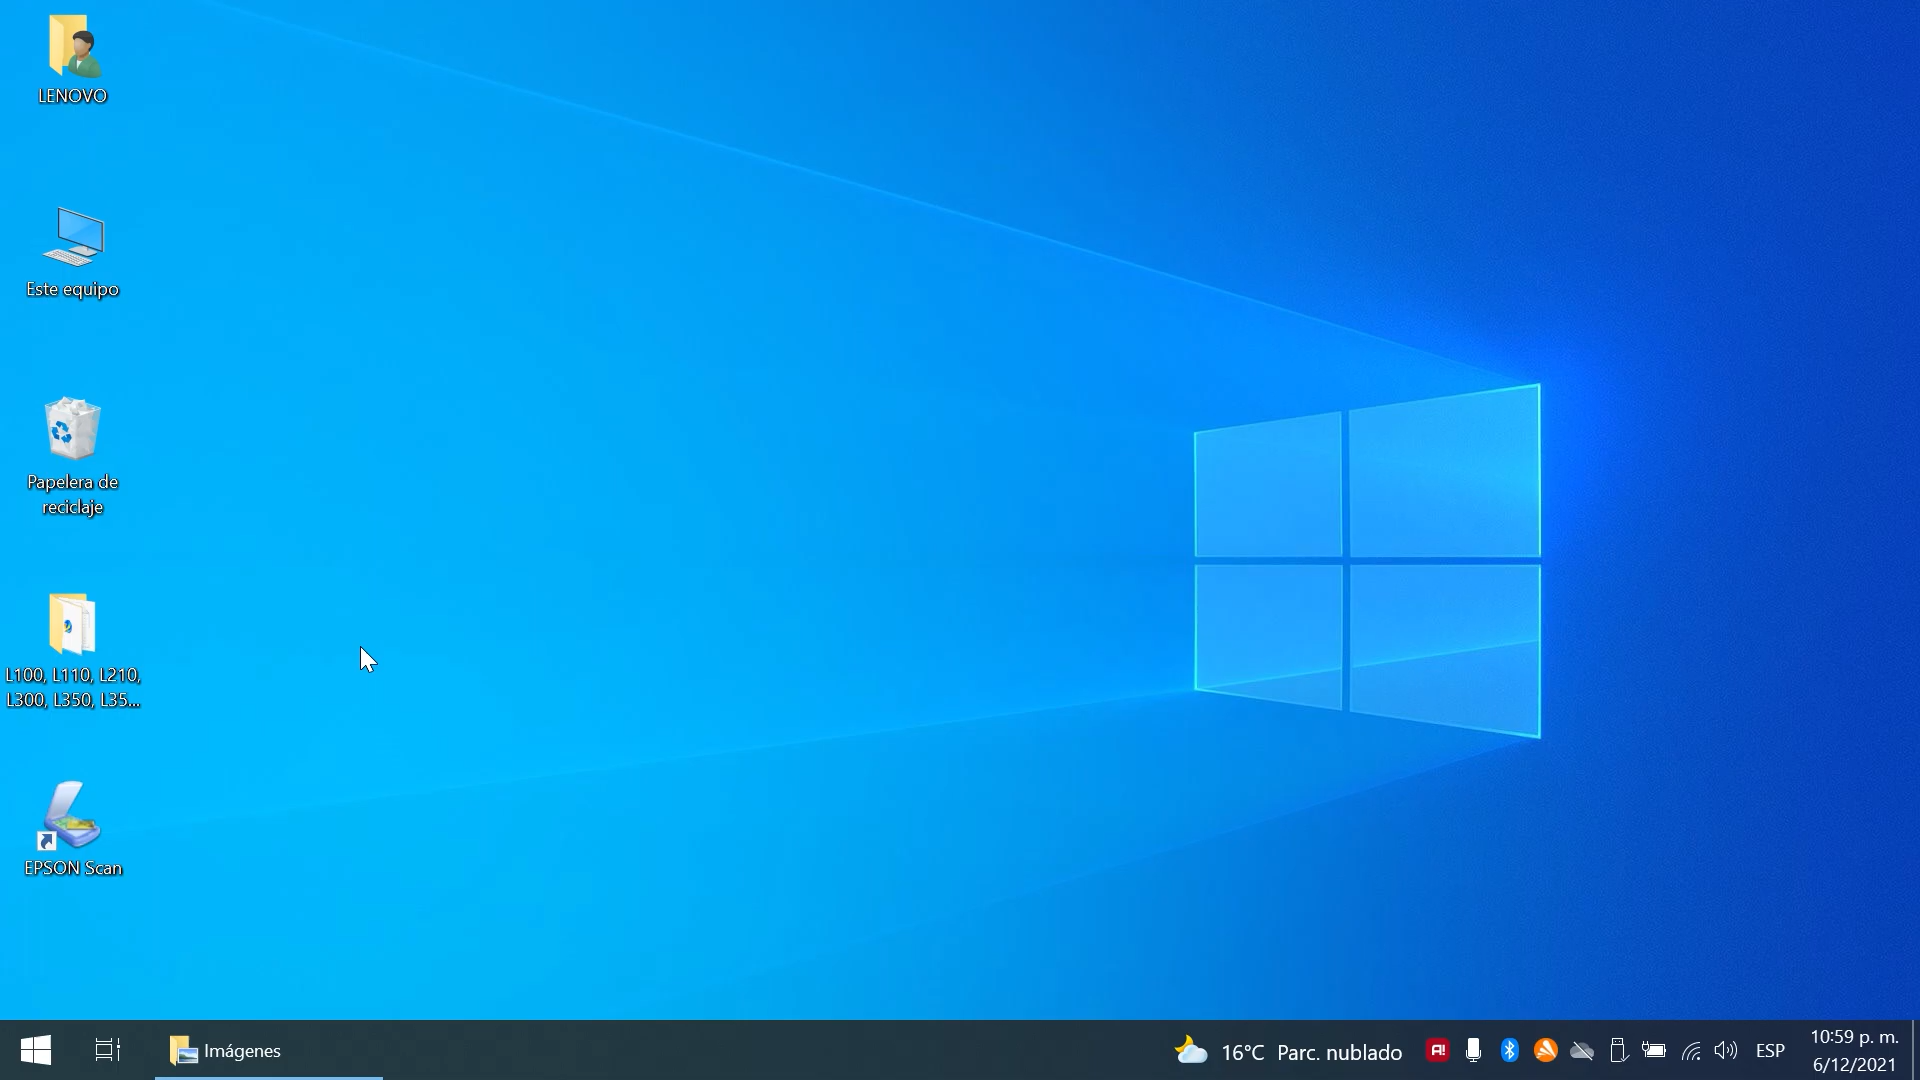 LENOVO
Este equipo
Papelera de
reciclaje
L100, L110, L210,
L300, L350, L35...
EPSON Scan
Imágenes
16°C Parc. nublado
ESP
10:59 p. m.
6/12/2021